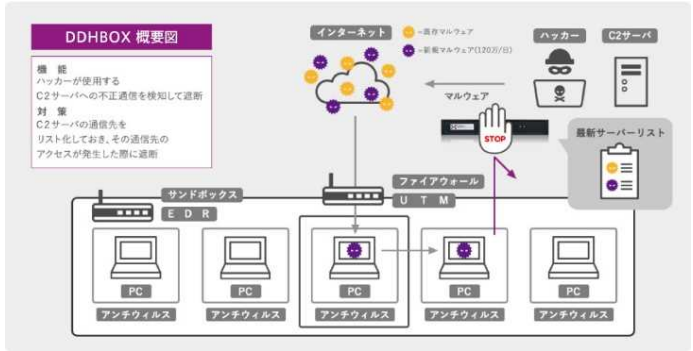 DDHBOX 概要図
機 能
ハッカーが使用する
C2サーバへの不正通信を検知して遮断
対 策
C2サーバの通信先を
リスト化しておき、その通信先の
アクセスが発生した際に遮断
インターネット
=既存マルウェア
=新種マルウェア(120万/日)
ハッカー
C2サーバ
マルウェア
STOP
最新サーバーリスト
サンドボックス
E D R
ファイアウォール
U T M
PC
PC
PC
PC
PC
アンチウィルス
アンチウィルス
アンチウィルス
アンチウィルス
アンチウィルス